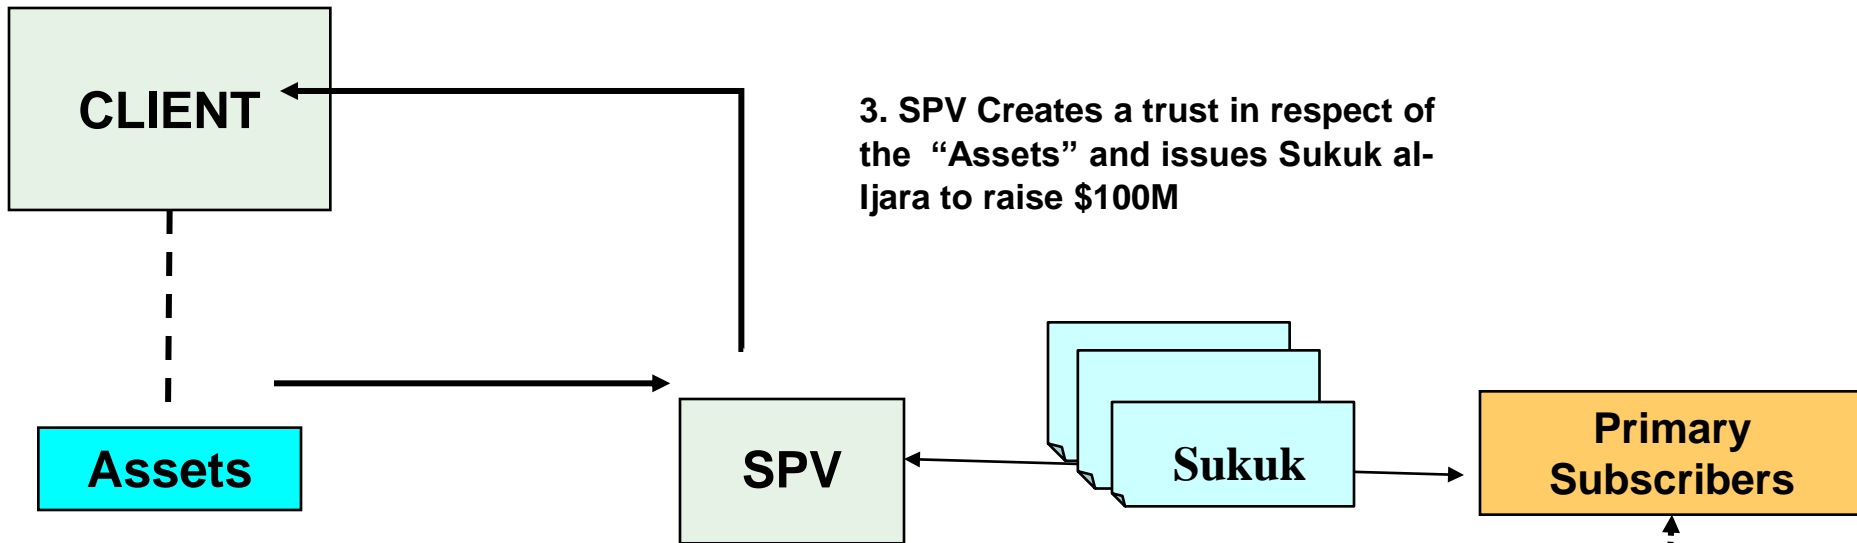 CLIENT
3. SPV Creates a trust in respect of
the “Assets” and issues Sukuk al-
Ijara to raise $100M
Assets
SPV
Sukuk
Primary
Subscribers